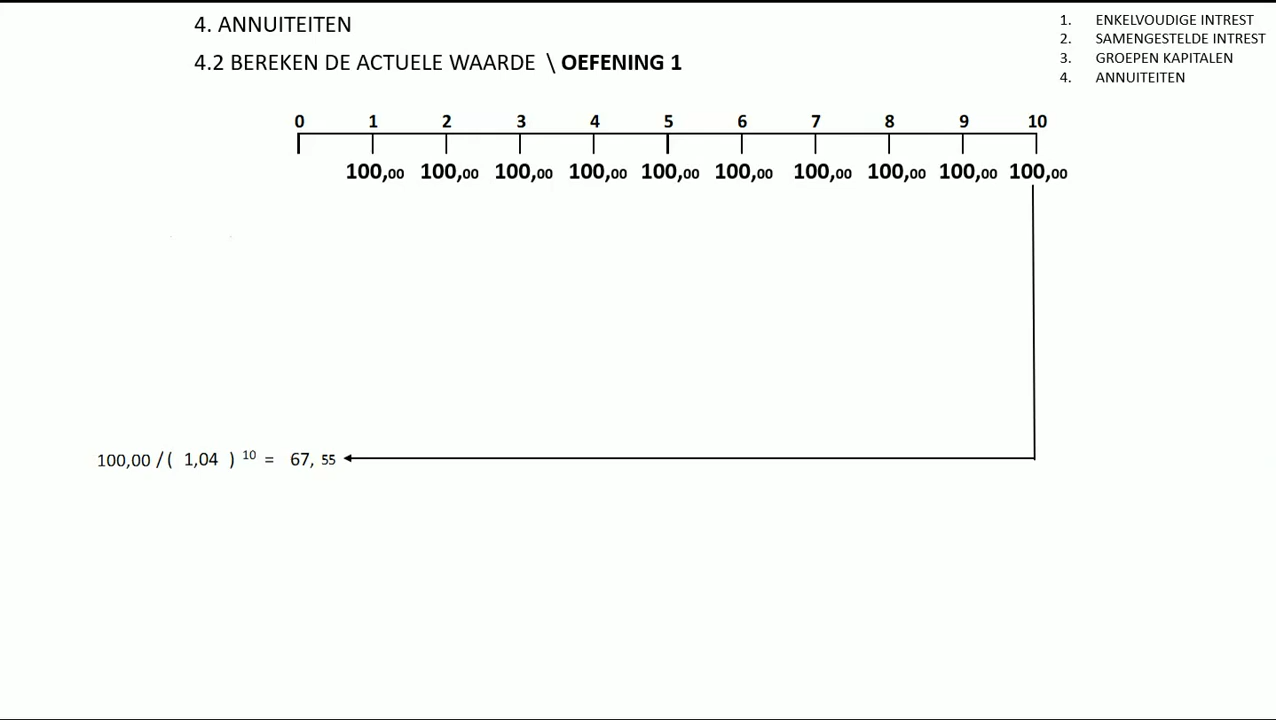 4. ANNUITEITEN
4.2 BEREKEN DE ACTUELE WAARDE \ OEFENING 1
1. ENKELVOUDIGE INTREST
2. SAMENGESTELDE INTREST
3. GROEPEN KAPITALEN
4. ANNUITEITEN
0 1 2 3 4 5 6 7 8 9 10
100,00 100,00 100,00 100,00 100,00 100,00 100,00 100,00 100,00 100,00
100,00 / ( 1,04 ) 10 = 67, 55